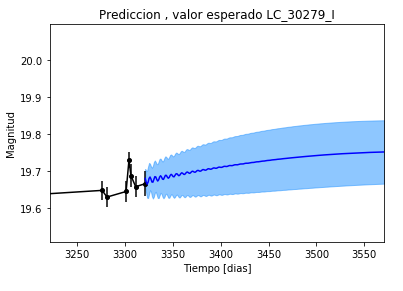 Prediccion , valor esperado LC_30279_I
Magnitud
20.0
19.9
19.8
19.7
19.6
3250 3300 3350 3400 3450 3500 3550
Tiempo [dias]